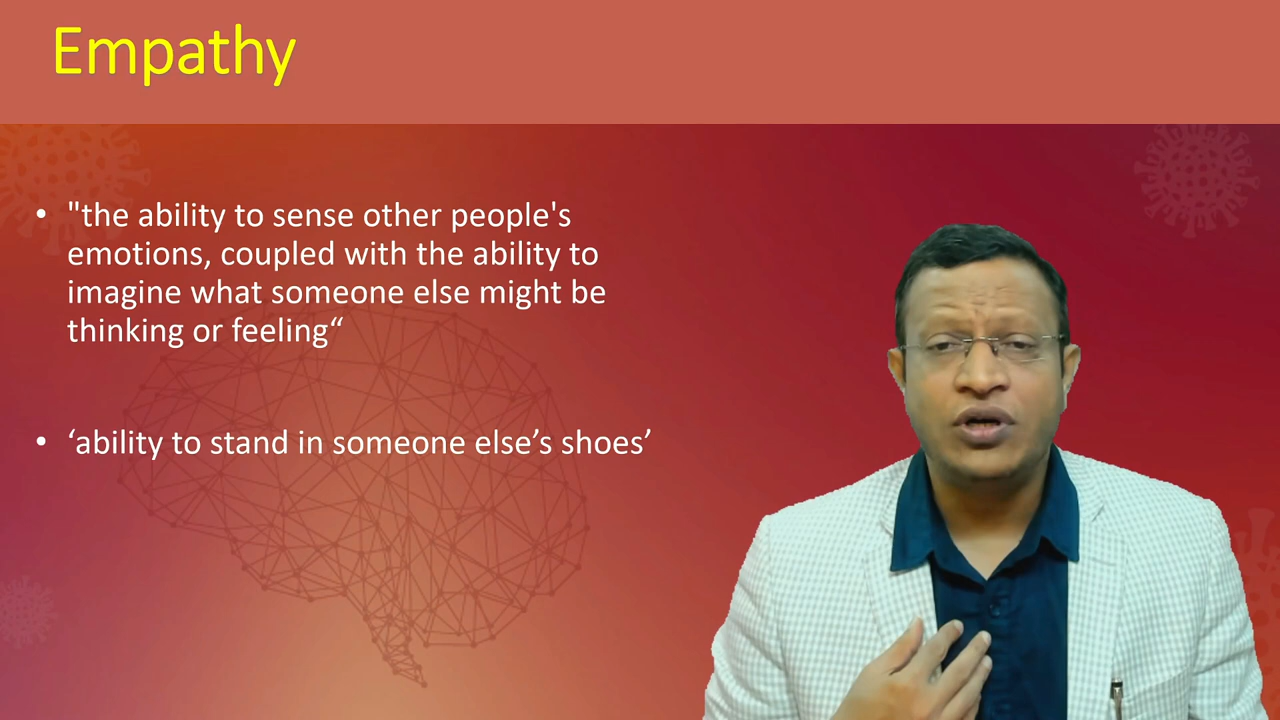 Empathy
• "the ability to sense other people's
emotions, coupled with the ability to
imagine what someone else might be
thinking or feeling“
• ‘ability to stand in someone else’s shoes’